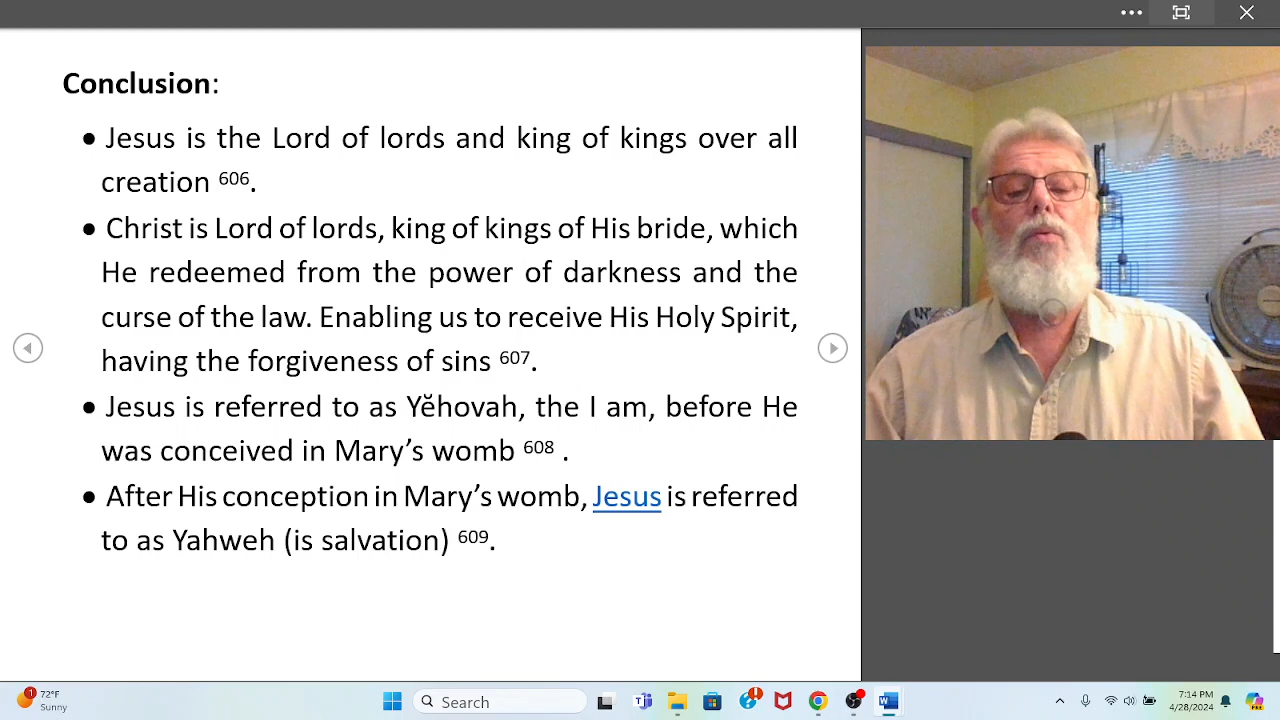 Conclusion:
● Jesus is the Lord of lords and king of kings over all
creation 606.
● Christ is Lord of lords, king of kings of His bride, which
He redeemed from the power of darkness and the
curse of the law. Enabling us to receive His Holy Spirit,
having the forgiveness of sins 607.
● Jesus is referred to as Yĕhovah, the I am, before He
was conceived in Mary’s womb 608 .
● After His conception in Mary’s womb, Jesus is referred
to as Yahweh (is salvation) 609.
1
72°F
Sunny
Search
7:14 PM
4/28/2024